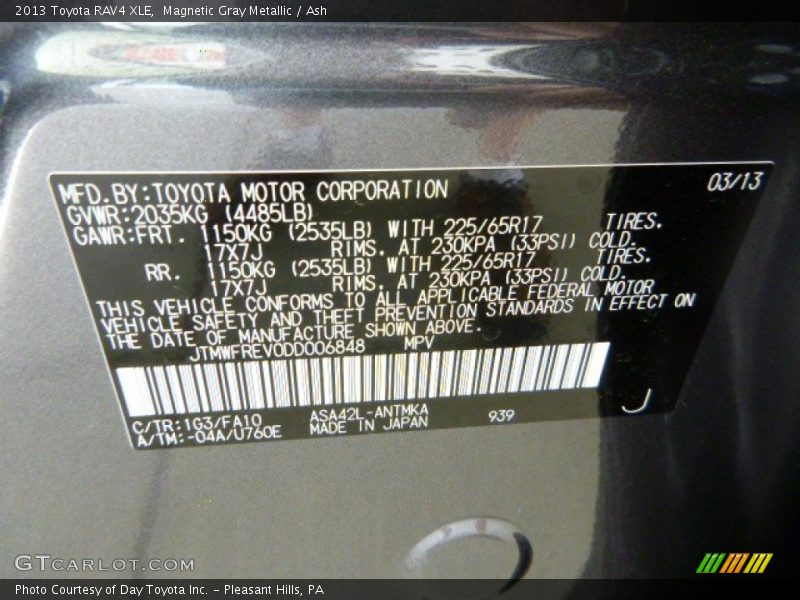 2013 Toyota RAV4 XLE, Magnetic Gray Metallic / Ash
MFD.BY:TOYOTA MOTOR CORPORATION 03/13
GVWR:2035KG (4485LB)
GAWR:FRT. 1150KG (2535LB) WITH 225/65R17 TIRES.
17X7J RIMS. AT 230KPA (33PSI) COLD.
RR. 1150KG (2535LB) WITH 225/65R17 TIRES.
17X7J RIMS. AT 230KPA (33PSI) COLD.
THIS VEHICLE CONFORMS TO ALL APPLICABLE FEDERAL MOTOR
VEHICLE SAFETY AND THEFT PREVENTION STANDARDS IN EFFECT ON
THE DATE OF MANUFACTURE SHOWN ABOVE.
JTMWFREV0DD006848 MPV
C/TR:1G3/FA10 ASA42L-ANTMKA 939 J
A/TM:-04A/U760E MADE IN JAPAN
GTCARLOT.COM
Photo Courtesy of Day Toyota Inc. – Pleasant Hills, PA